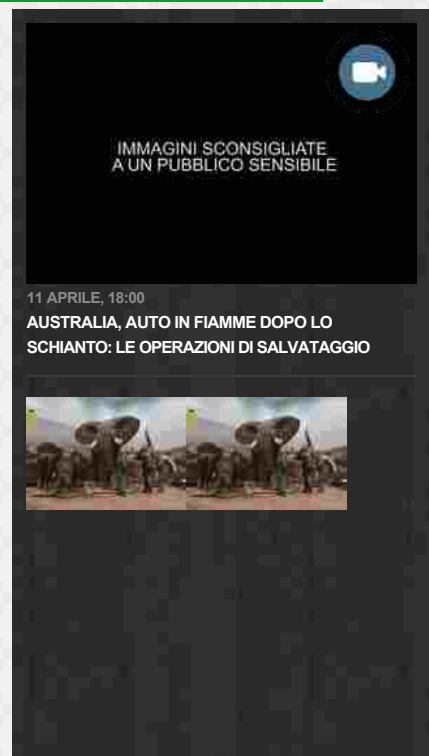 IMMAGINI SCONSIGLIATE
A UN PUBBLICO SENSIBILE
11 APRILE, 18:00
AUSTRALIA, AUTO IN FIAMME DOPO LO
SCHIANTO: LE OPERAZIONI DI SALVATAGGIO